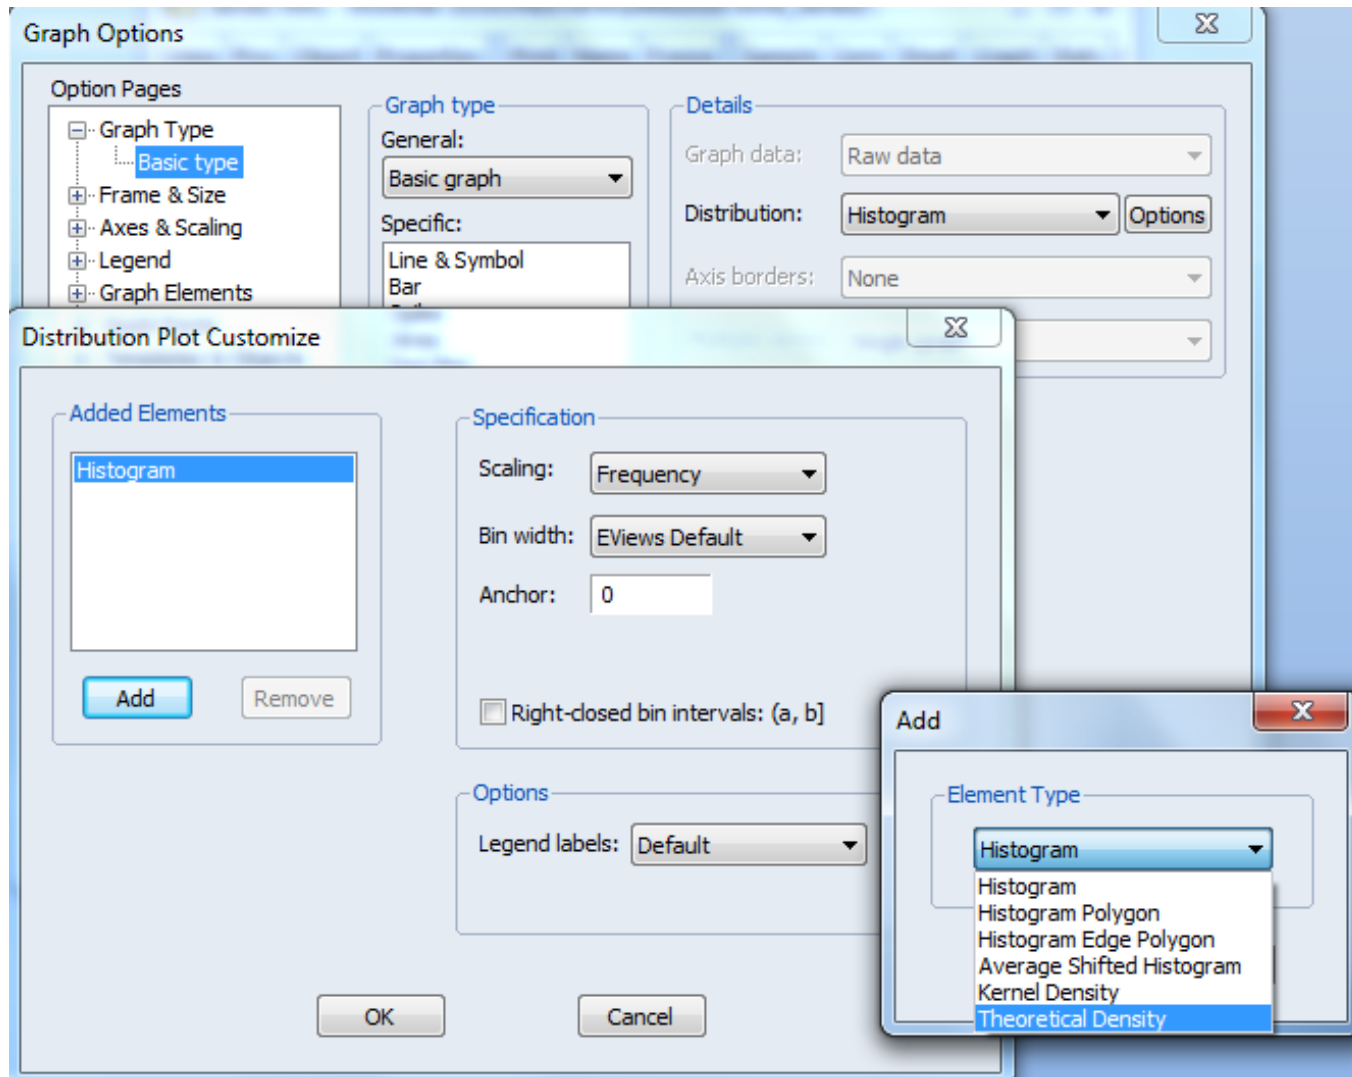 Graph Options
Option Pages
Graph Type
Basic type
Frame & Size
Axes & Scaling
Legend
Graph Elements
Graph type
General:
Basic graph
Specific:
Line & Symbol
Bar
Details
Graph data:
Raw data
Distribution:
Histogram
Options
Axis borders:
None
Distribution Plot Customize
Added Elements
Histogram
Add
Remove
Specification
Scaling:
Frequency
Bin width:
EViews Default
Anchor:
0
Right-closed bin intervals: (a, b]
Options
Legend labels:
Default
OK
Cancel
Add
Element Type
Histogram
Histogram
Histogram Polygon
Histogram Edge Polygon
Average Shifted Histogram
Kernel Density
Theoretical Density